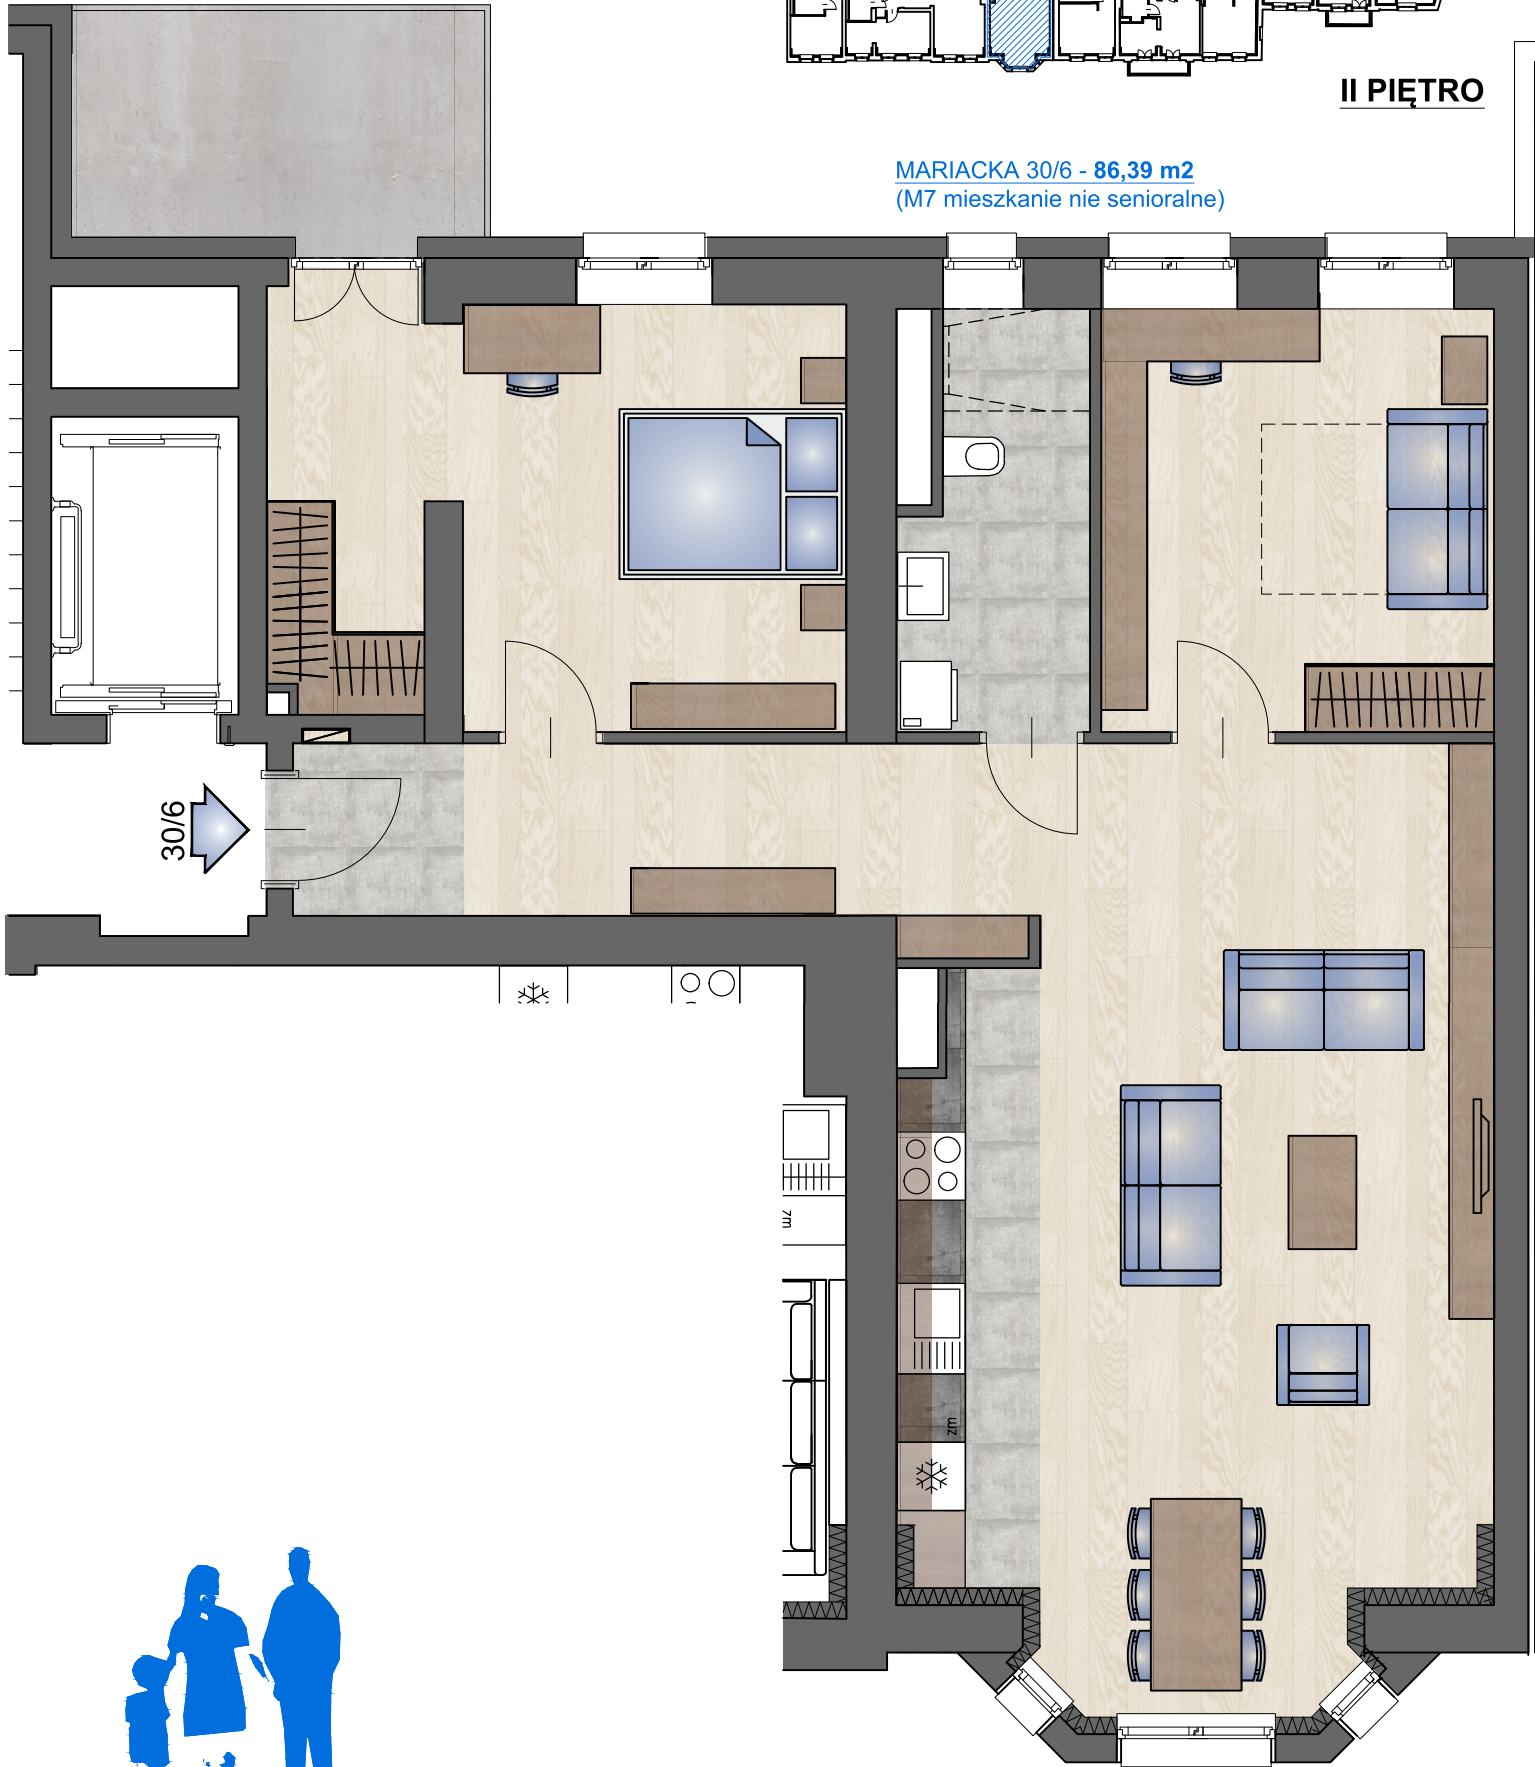 II PIĘTRO
MARIACKA 30/6 - 86,39 m2
(M7 mieszkanie nie senioralne)
30/6
zm
zm